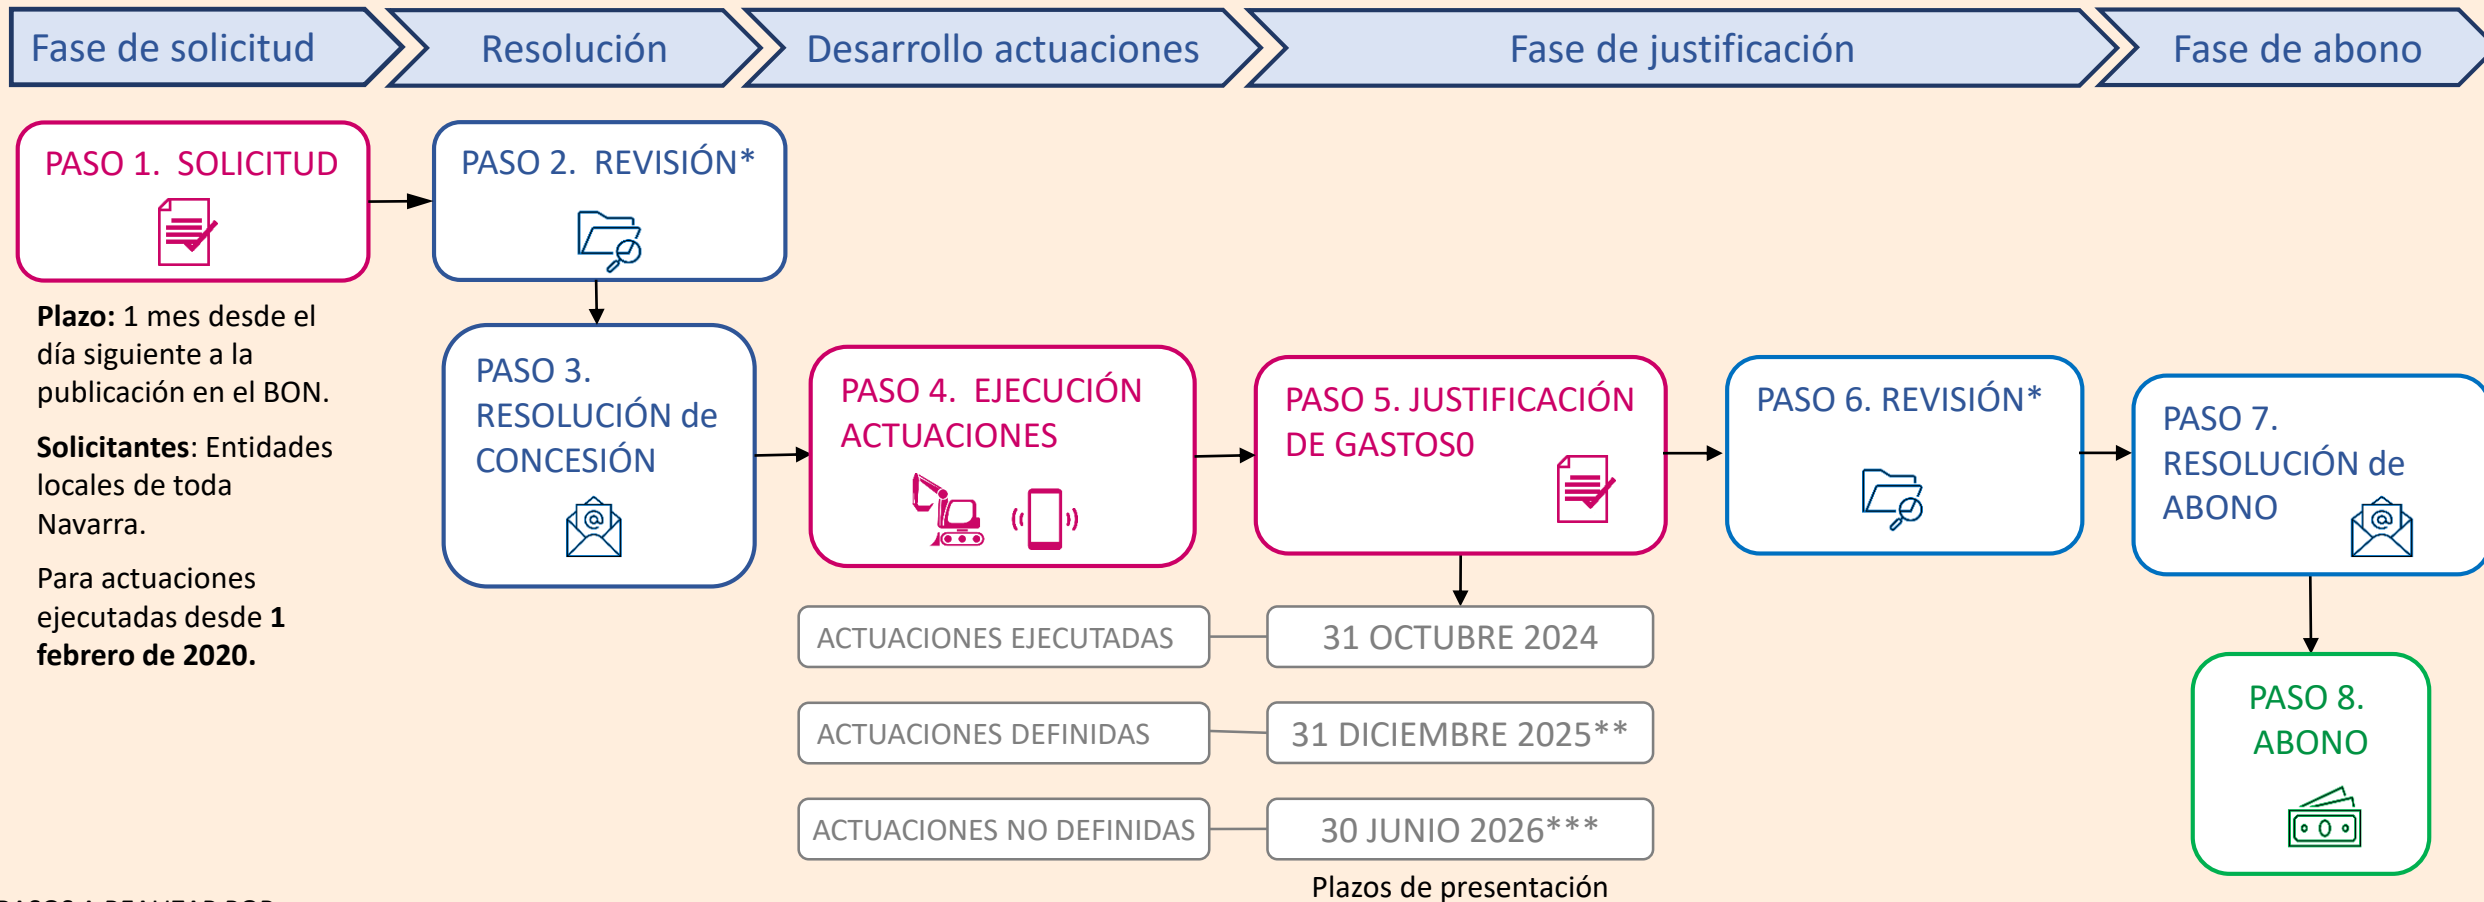 Fase de solicitud
Resolución
Desarrollo actuaciones
Fase de justificación
Fase de abono
PASO 1. SOLICITUD
PASO 2. REVISIÓN*
Plazo: 1 mes desde el
día siguiente a la
publicación en el BON.
Solicitantes: Entidades
locales de toda
Navarra.
Para actuaciones
ejecutadas desde 1
febrero de 2020.
PASO 3.
RESOLUCIÓN de
CONCESIÓN
@
PASO 4. EJECUCIÓN
ACTUACIONES
PASO 5. JUSTIFICACIÓN
DE GASTOS0
PASO 6. REVISIÓN*
PASO 7.
RESOLUCIÓN de
ABONO
@
ACTUACIONES EJECUTADAS
31 OCTUBRE 2024
ACTUACIONES DEFINIDAS
31 DICIEMBRE 2025**
ACTUACIONES NO DEFINIDAS
30 JUNIO 2026***
Plazos de presentación
PASO 8.
ABONO